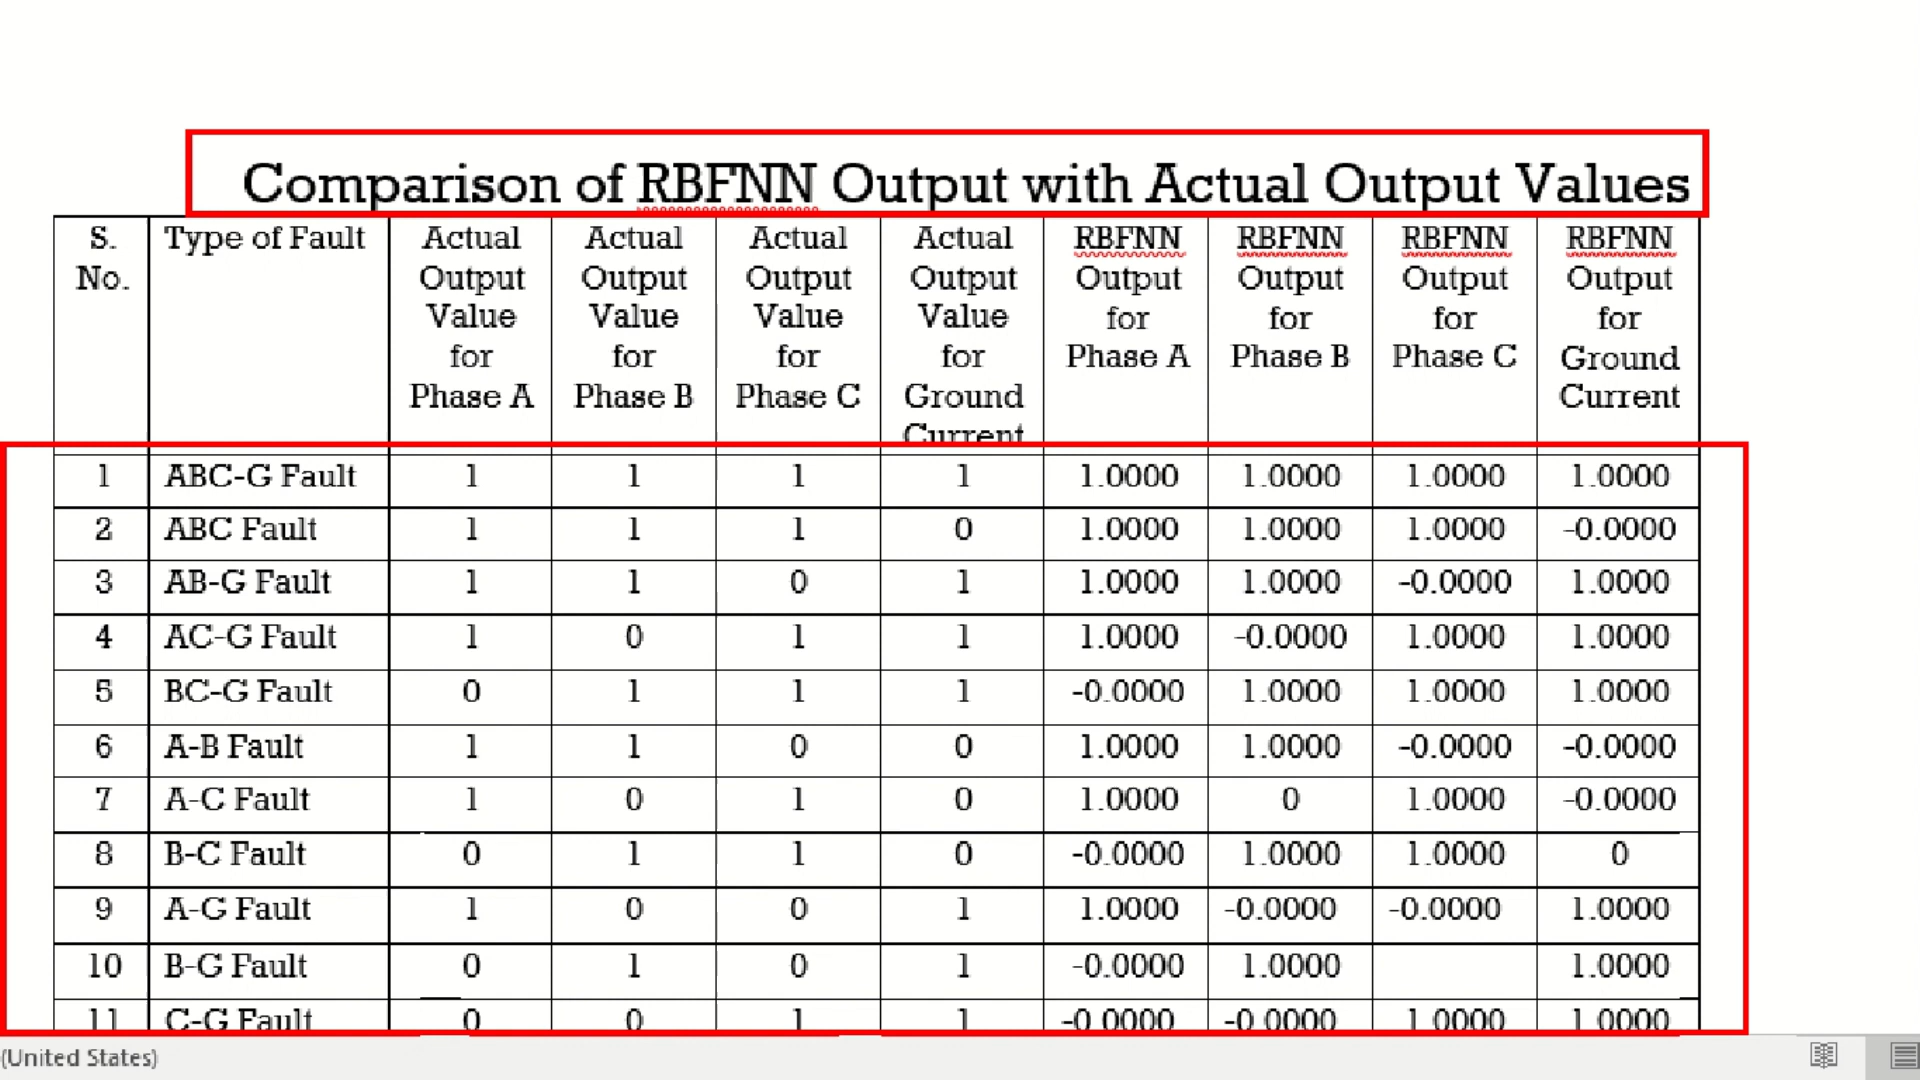 Comparison of RBFNN Output with Actual Output Values
S. No. Type of Fault Actual Output Value for Phase A Actual Output Value for Phase B Actual Output Value for Phase C Actual Output Value for Ground Current RBFNN Output for Phase A RBFNN Output for Phase B RBFNN Output for Phase C RBFNN Output for Ground Current
1 ABC-G Fault 1 1 1 1 1.0000 1.0000 1.0000 1.0000
2 ABC Fault 1 1 1 0 1.0000 1.0000 1.0000 -0.0000
3 AB-G Fault 1 1 0 1 1.0000 1.0000 -0.0000 1.0000
4 AC-G Fault 1 0 1 1 1.0000 -0.0000 1.0000 1.0000
5 BC-G Fault 0 1 1 1 -0.0000 1.0000 1.0000 1.0000
6 A-B Fault 1 1 0 0 1.0000 1.0000 -0.0000 -0.0000
7 A-C Fault 1 0 1 0 1.0000 0 1.0000 -0.0000
8 B-C Fault 0 1 1 0 -0.0000 1.0000 1.0000 0
9 A-G Fault 1 0 0 1 1.0000 -0.0000 -0.0000 1.0000
10 B-G Fault 0 1 0 1 -0.0000 1.0000 1.0000
11 C-G Fault 0 0 1 1 -0.0000 -0.0000 1.0000 1.0000
(United States)